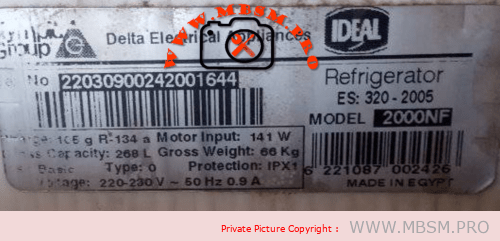 Group Delta Electrical Appliances IDEAL
WWW.MBSM.PRO
No 22030900242001644
Refrigerator
ES: 320-2005
MODEL 2000NF
R-134 a Motor Input: 141 W
Capacity: 268 L Gross Weight: 66 Kg
Basic Type: 0 Protection: IPX1
220-230 V ~ 50 Hz 0.9 A
6 221087 002426
MADE IN EGYPT
Private Picture Copyright : WWW.MBSM.PRO